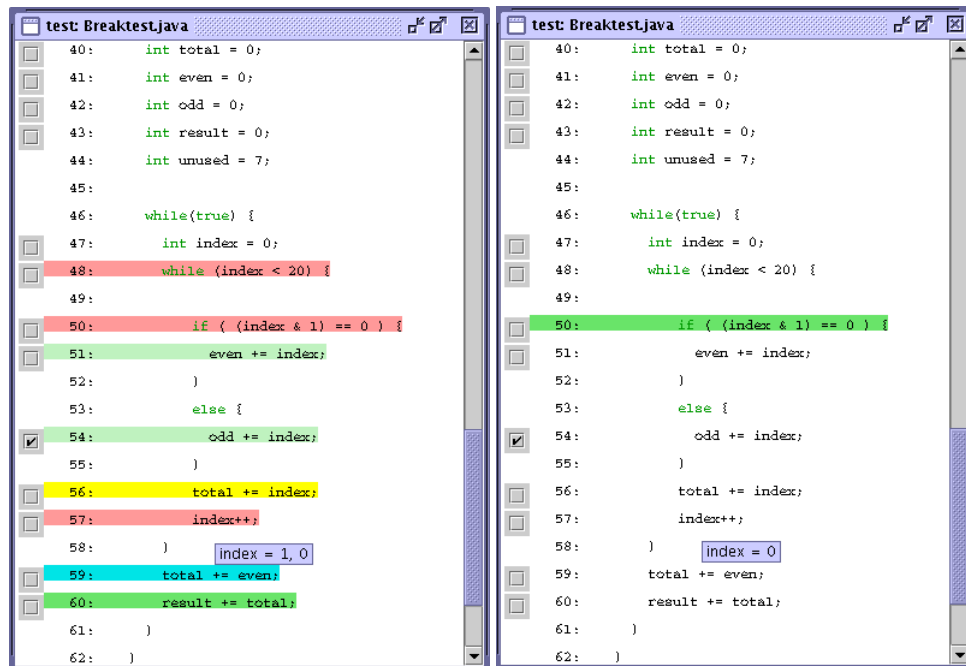 test: Breaktest.java
40: int total = 0;
41: int even = 0;
42: int odd = 0;
43: int result = 0;
44: int unused = 7;
45:
46: while(true) {
47: int index = 0;
48: while (index < 20) {
49:
50: if ( (index & 1) == 0 ) {
51: even += index;
52: }
53: else {
54: odd += index;
55: }
56: total += index;
57: index++;
58: }
index = 1, 0
59: total += even;
60: result += total;
61: }
62: }
test: Breaktest.java
40: int total = 0;
41: int even = 0;
42: int odd = 0;
43: int result = 0;
44: int unused = 7;
45:
46: while(true) {
47: int index = 0;
48: while (index < 20) {
49:
50: if ( (index & 1) == 0 ) {
51: even += index;
52: }
53: else {
54: odd += index;
55: }
56: total += index;
57: index++;
58: }
index = 0
59: total += even;
60: result += total;
61: }
62: }